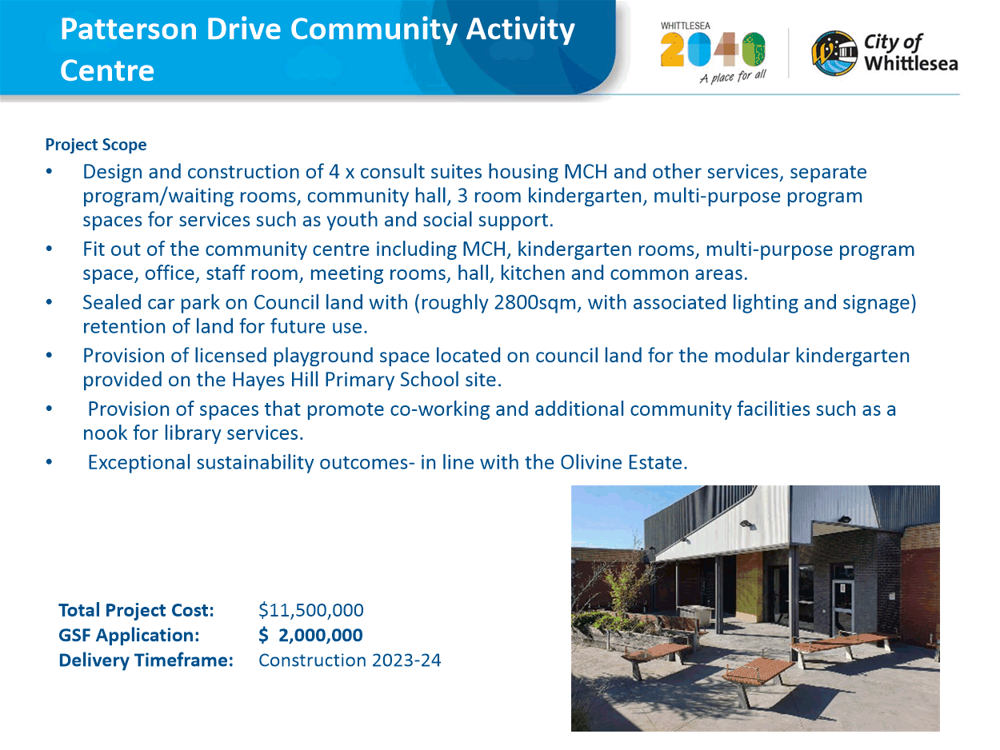 Patterson Drive Community Activity
Centre
WHITTLESEA
2040
A place for all
City of
Whittlesea
Project Scope
• Design and construction of 4 x consult suites housing MCH and other services, separate
program/waiting rooms, community hall, 3 room kindergarten, multi-purpose program
spaces for services such as youth and social support.
• Fit out of the community centre including MCH, kindergarten rooms, multi-purpose program
space, office, staff room, meeting rooms, hall, kitchen and common areas.
• Sealed car park on Council land with (roughly 2800sqm, with associated lighting and signage)
retention of land for future use.
• Provision of licensed playground space located on council land for the modular kindergarten
provided on the Hayes Hill Primary School site.
• Provision of spaces that promote co-working and additional community facilities such as a
nook for library services.
• Exceptional sustainability outcomes- in line with the Olivine Estate.
Total Project Cost: $11,500,000
GSF Application: $ 2,000,000
Delivery Timeframe: Construction 2023-24